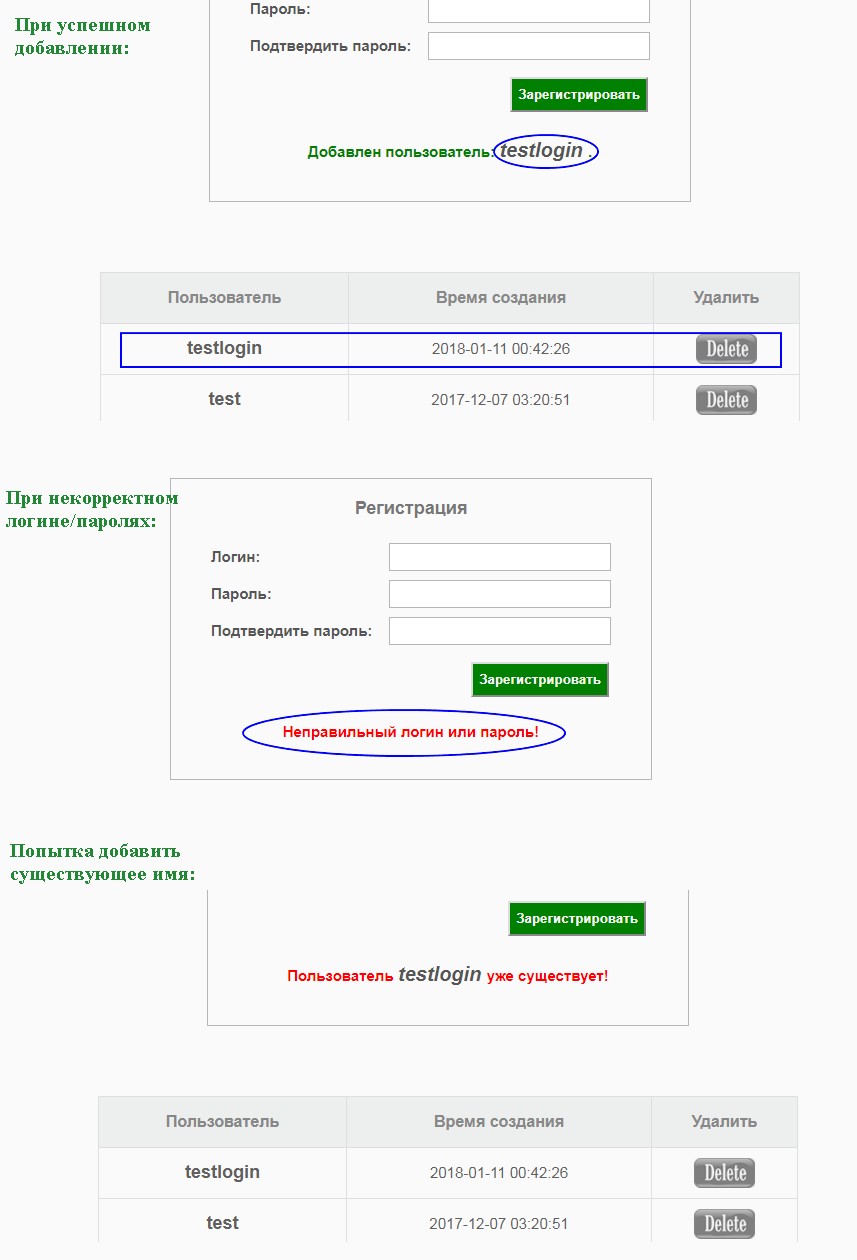 При успешном
добавлении:
Пароль:
Подтвердить пароль:
Зарегистрировать
Добавлен пользователь: testlogin .
Пользователь Время создания Удалить
testlogin 2018-01-11 00:42:26 Delete
test 2017-12-07 03:20:51 Delete
При некорректном
логине/паролях:
Регистрация
Логин:
Пароль:
Подтвердить пароль:
Зарегистрировать
Неправильный логин или пароль!
Попытка добавить
существующее имя:
Зарегистрировать
Пользователь testlogin уже существует!
Пользователь Время создания Удалить
testlogin 2018-01-11 00:42:26 Delete
test 2017-12-07 03:20:51 Delete